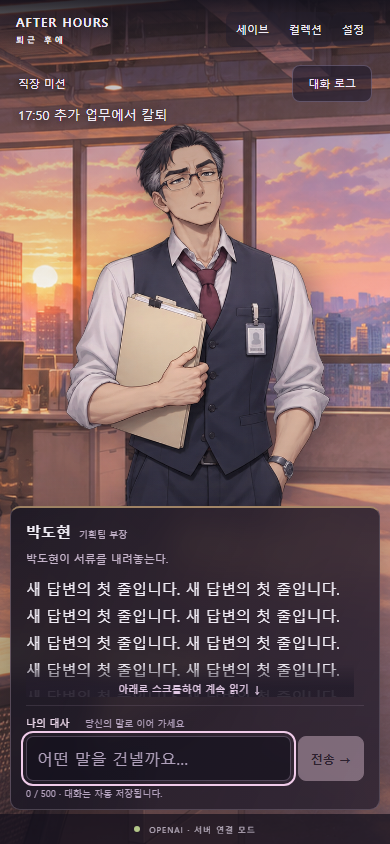 AFTER HOURS
퇴근 후에
세이브 컬렉션 설정
직장 미션
대화 로그
17:50 추가 업무에서 칼퇴
박도현 기획팀 부장
박도현이 서류를 내려놓는다.
새 답변의 첫 줄입니다. 새 답변의 첫 줄입니다.
새 답변의 첫 줄입니다. 새 답변의 첫 줄입니다.
새 답변의 첫 줄입니다. 새 답변의 첫 줄입니다.
새 답변의 첫 줄입니다. 새 답변의 첫 줄입니다.
아래로 스크롤하여 계속 읽기 ↓
나의 대사 당신의 말로 이어 가세요
어떤 말을 건넬까요...
전송 →
0 / 500 · 대화는 자동 저장됩니다.
OPENAI · 서버 연결 모드